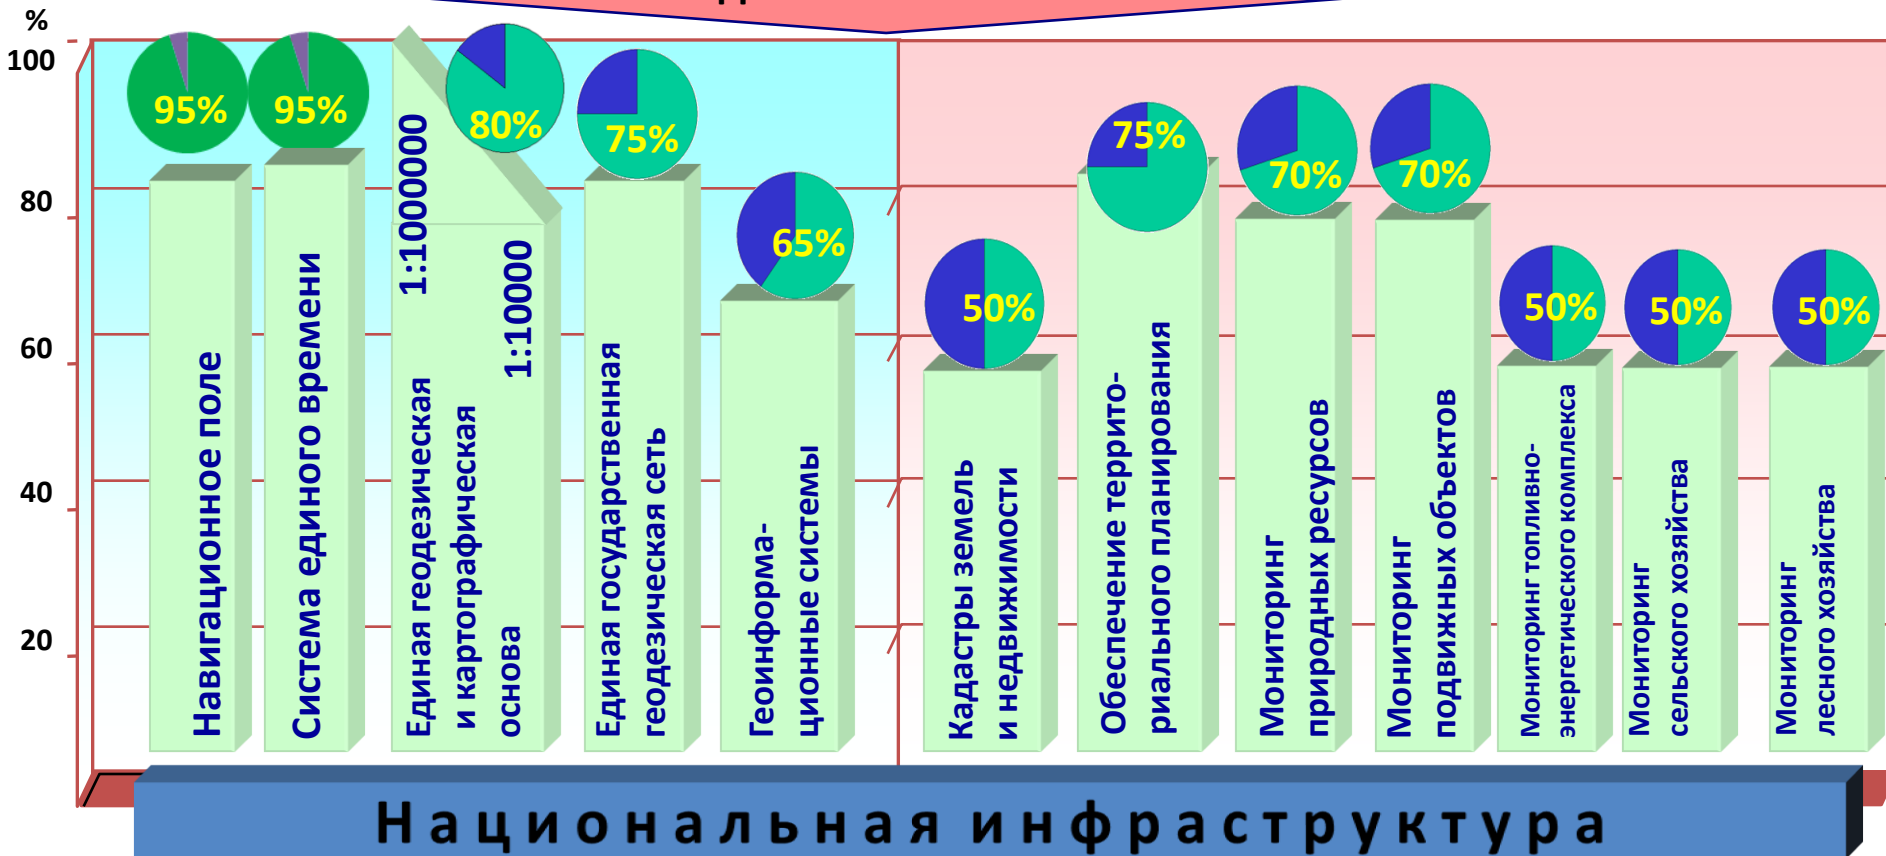 %
100
80
60
40
20
95%
95%
80%
75%
65%
50%
75%
70%
70%
50%
50%
50%
Навигационное поле
Система единого времени
1:1000000
1:10000
Единая геодезическая
и картографическая
основа
Единая государственная
геодезическая сеть
Геоинформа-
ционные системы
Кадастры земель
и недвижимости
Обеспечение террито-
риального планирования
Мониторинг
природных ресурсов
Мониторинг
подвижных объектов
Мониторинг топливно-
энергетического комплекса
Мониторинг
сельского хозяйства
Мониторинг
лесного хозяйства
Национальная инфраструктура